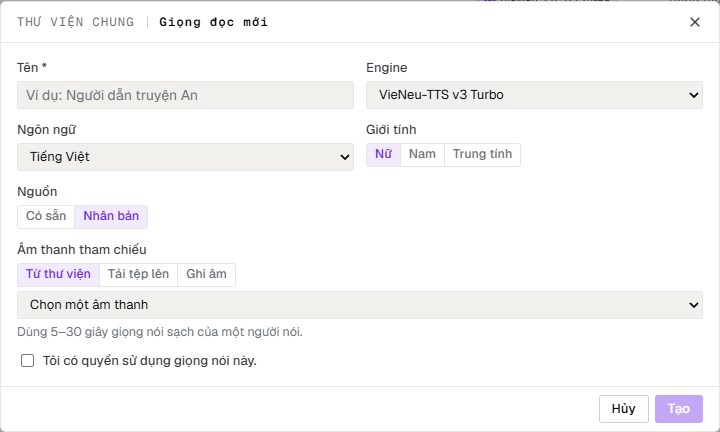 THƯ VIỆN CHUNG | Giọng đọc mới
Tên *
Ví dụ: Người dẫn truyện An
Engine
VieNeu-TTS v3 Turbo
Ngôn ngữ
Tiếng Việt
Giới tính
Nữ Nam Trung tính
Nguồn
Có sẵn Nhân bản
Âm thanh tham chiếu
Từ thư viện Tải tệp lên Ghi âm
Chọn một âm thanh
Dùng 5–30 giây giọng nói sạch của một người nói.
Tôi có quyền sử dụng giọng nói này.
Hủy Tạo